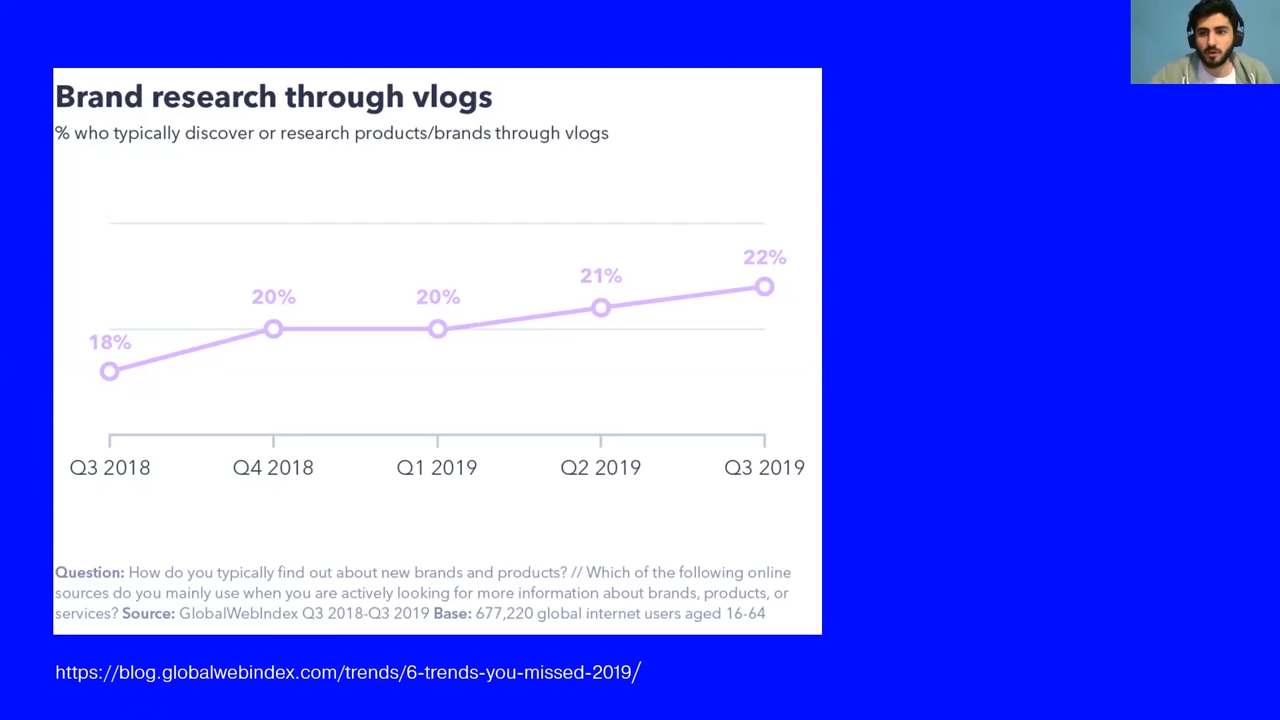 Brand research through vlogs
% who typically discover or research products/brands through vlogs
18%
20%
20%
21%
22%
Q3 2018
Q4 2018
Q1 2019
Q2 2019
Q3 2019
Question: How do you typically find out about new brands and products? // Which of the following online
sources do you mainly use when you are actively looking for more information about brands, products, or
services? Source: GlobalWebIndex Q3 2018-Q3 2019 Base: 677,220 global internet users aged 16-64
https://blog.globalwebindex.com/trends/6-trends-you-missed-2019/